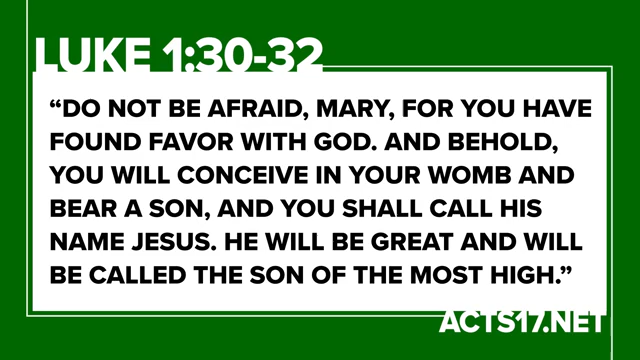 LUKE 1:30-32
“DO NOT BE AFRAID, MARY, FOR YOU HAVE
FOUND FAVOR WITH GOD. AND BEHOLD,
YOU WILL CONCEIVE IN YOUR WOMB AND
BEAR A SON, AND YOU SHALL CALL HIS
NAME JESUS. HE WILL BE GREAT AND WILL
BE CALLED THE SON OF THE MOST HIGH.”
ACTS17.NET